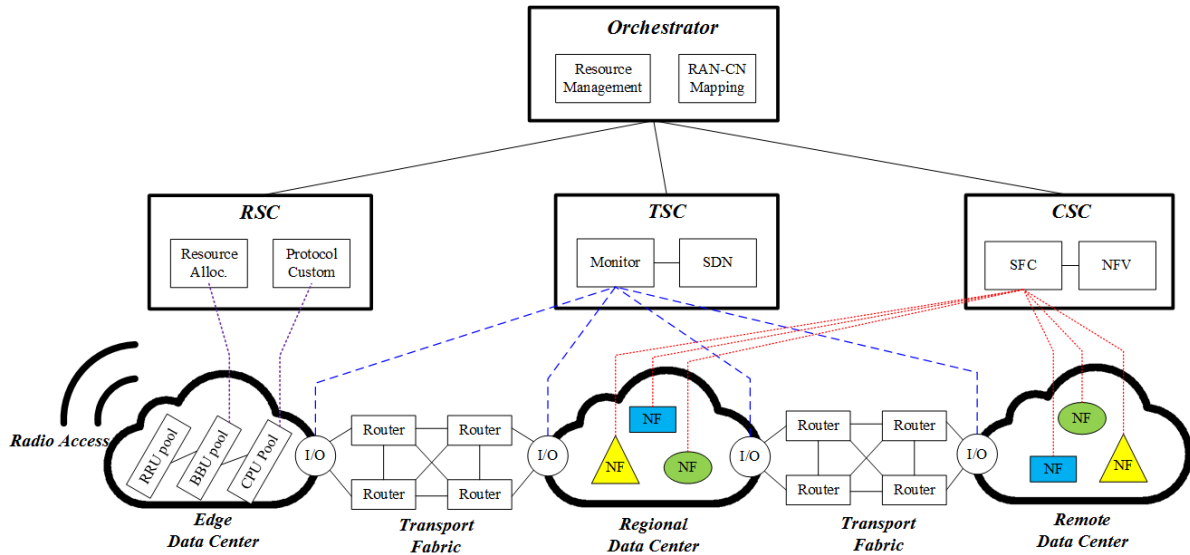 Orchestrator
Resource
Management
RAN-CN
Mapping
RSC
Resource
Alloc.
Protocol
Custom
TSC
Monitor
SDN
CSC
SFC
NFV
Radio Access
RRU pool
BBU pool
CPU Pool
I/O
Router
Router
Router
Router
I/O
NF
NF
NF
I/O
Router
Router
Router
Router
I/O
NF
NF
NF
Edge
Data Center
Transport
Fabric
Regional
Data Center
Transport
Fabric
Remote
Data Center